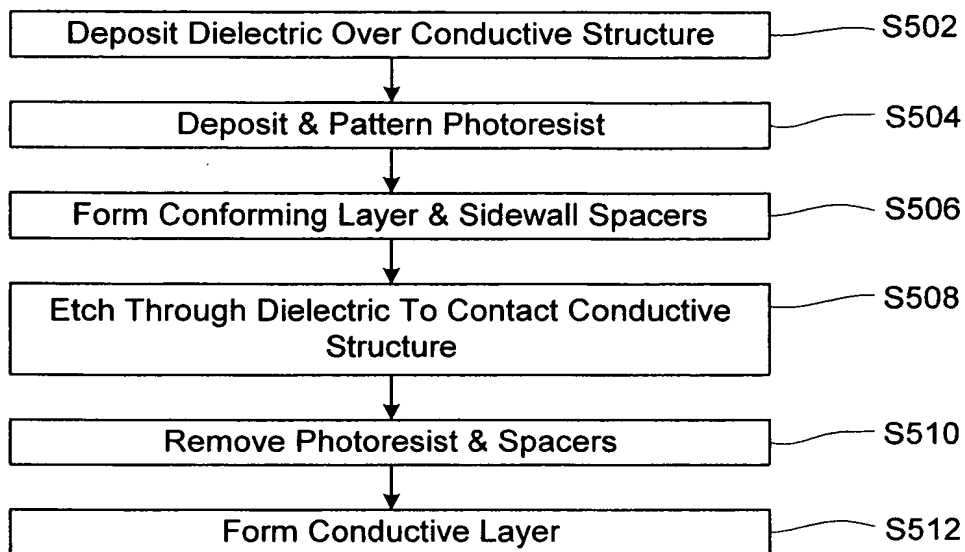 Deposit Dielectric Over Conductive Structure
S502
Deposit & Pattern Photoresist
S504
Form Conforming Layer & Sidewall Spacers
S506
Etch Through Dielectric To Contact Conductive
Structure
S508
Remove Photoresist & Spacers
S510
Form Conductive Layer
S512